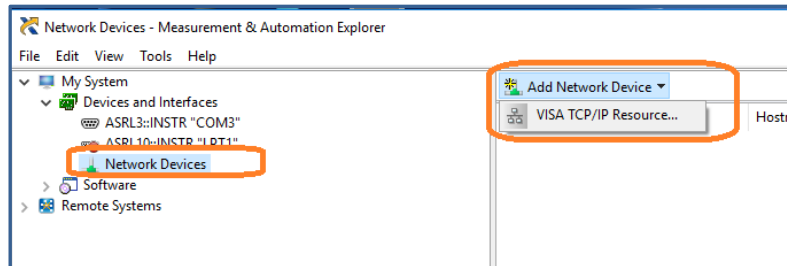 Network Devices - Measurement & Automation Explorer
File Edit View Tools Help
My System
Devices and Interfaces
ASRL3::INSTR "COM3"
ASRL10::INSTR "LPT1"
Network Devices
Software
Remote Systems
Add Network Device
VISA TCP/IP Resource...